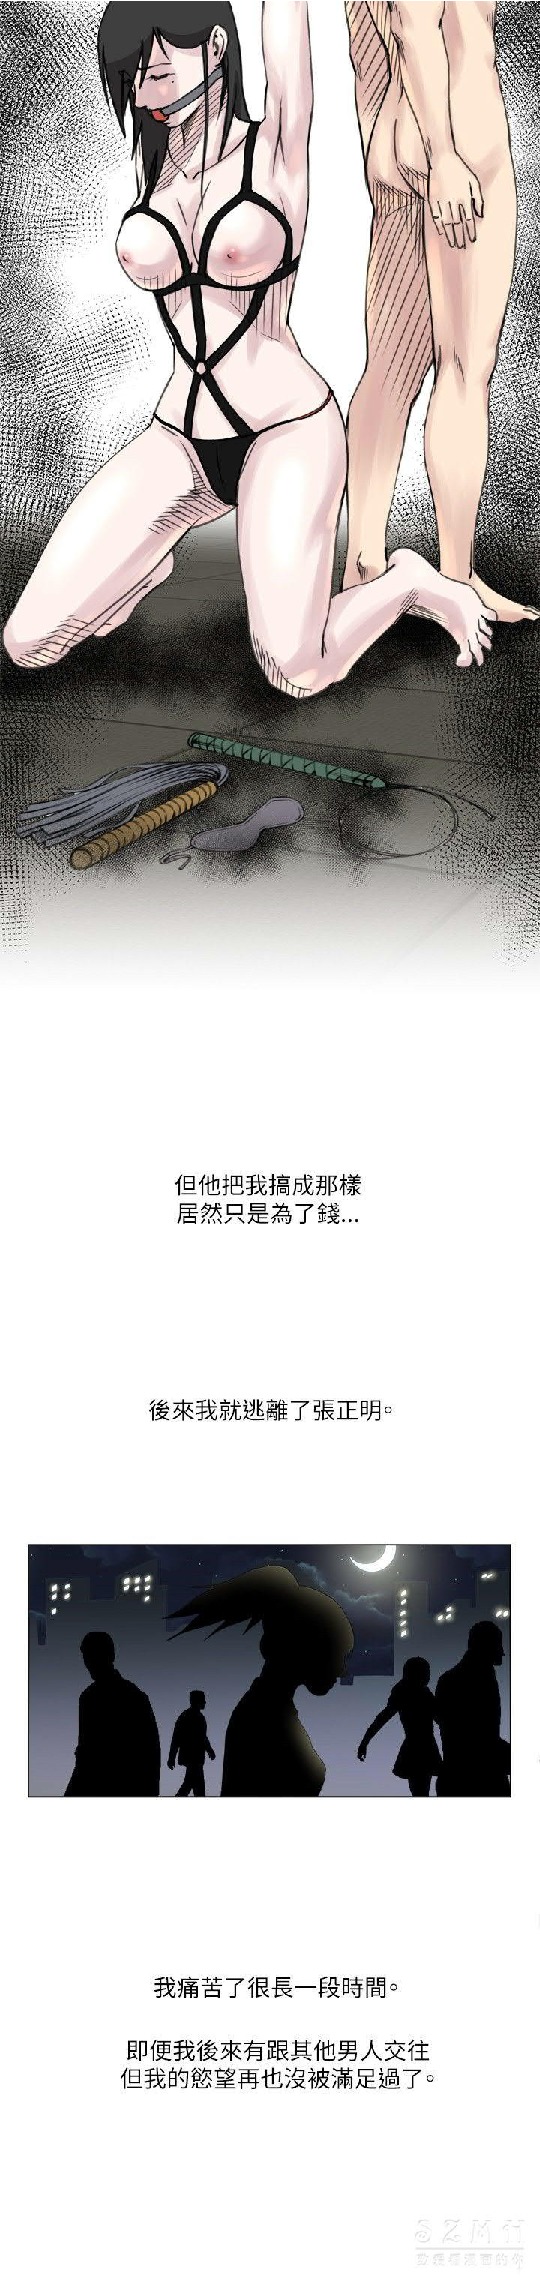 但他把我搞成那樣
居然只是為了錢...
後來我就逃離了張正明。
我痛苦了很長一段時間。
即便我後來有跟其他男人交往
但我的慾望再也沒被滿足過了。